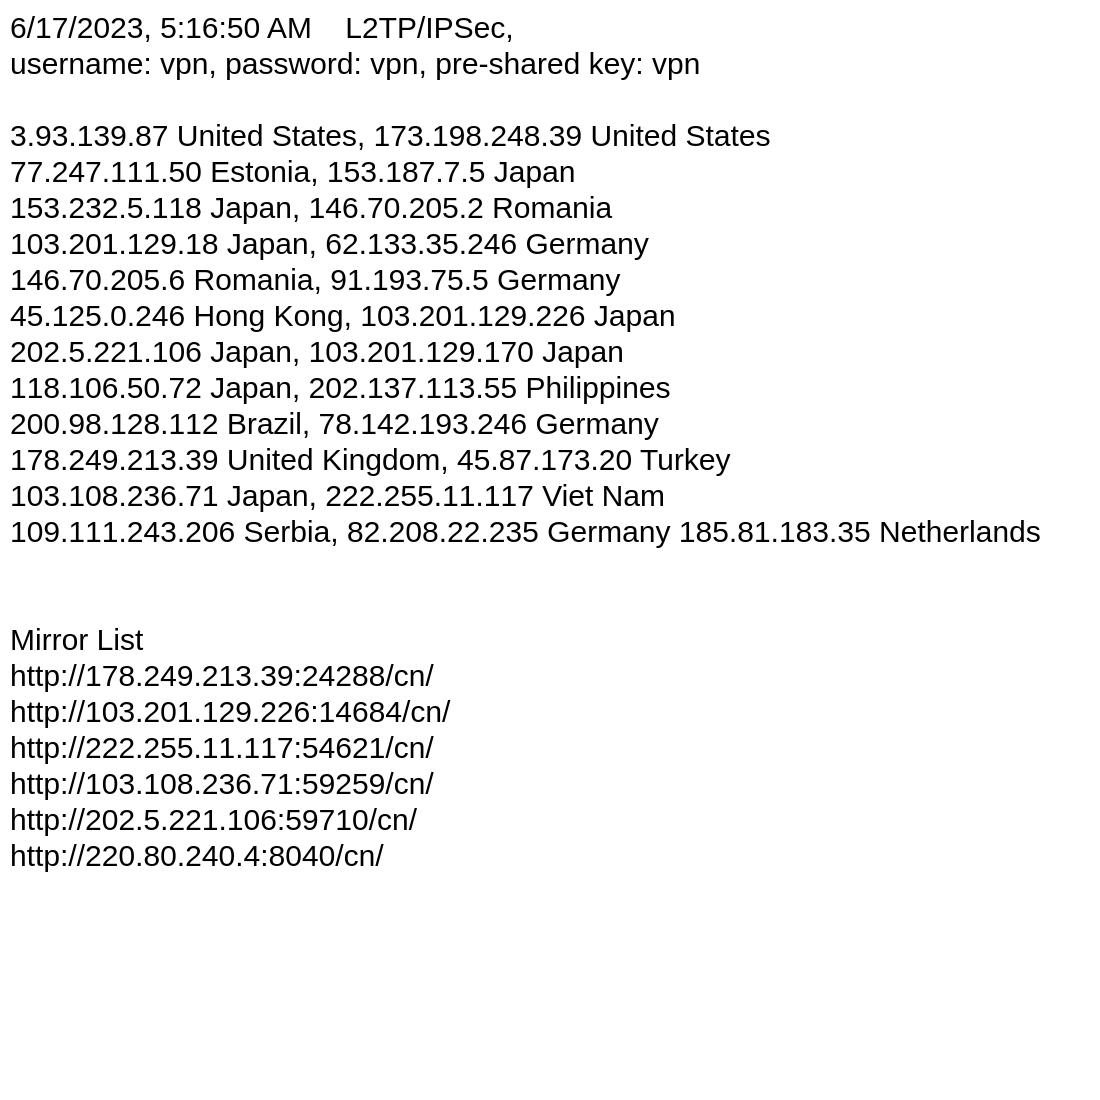 6/17/2023, 5:16:50 AM    L2TP/IPSec,
username: vpn, password: vpn, pre-shared key: vpn
3.93.139.87 United States, 173.198.248.39 United States
77.247.111.50 Estonia, 153.187.7.5 Japan
153.232.5.118 Japan, 146.70.205.2 Romania
103.201.129.18 Japan, 62.133.35.246 Germany
146.70.205.6 Romania, 91.193.75.5 Germany
45.125.0.246 Hong Kong, 103.201.129.226 Japan
202.5.221.106 Japan, 103.201.129.170 Japan
118.106.50.72 Japan, 202.137.113.55 Philippines
200.98.128.112 Brazil, 78.142.193.246 Germany
178.249.213.39 United Kingdom, 45.87.173.20 Turkey
103.108.236.71 Japan, 222.255.11.117 Viet Nam
109.111.243.206 Serbia, 82.208.22.235 Germany 185.81.183.35 Netherlands
Mirror List
http://178.249.213.39:24288/cn/
http://103.201.129.226:14684/cn/
http://222.255.11.117:54621/cn/
http://103.108.236.71:59259/cn/
http://202.5.221.106:59710/cn/
http://220.80.240.4:8040/cn/